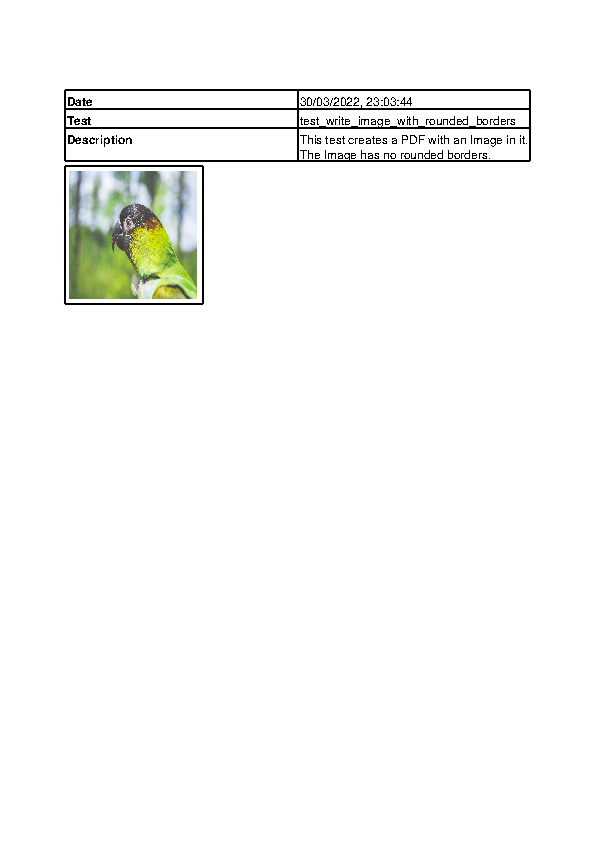 Date 30/03/2022, 23:03:44
Test test_write_image_with_rounded_borders
Description This test creates a PDF with an Image in it.
The Image has no rounded borders.